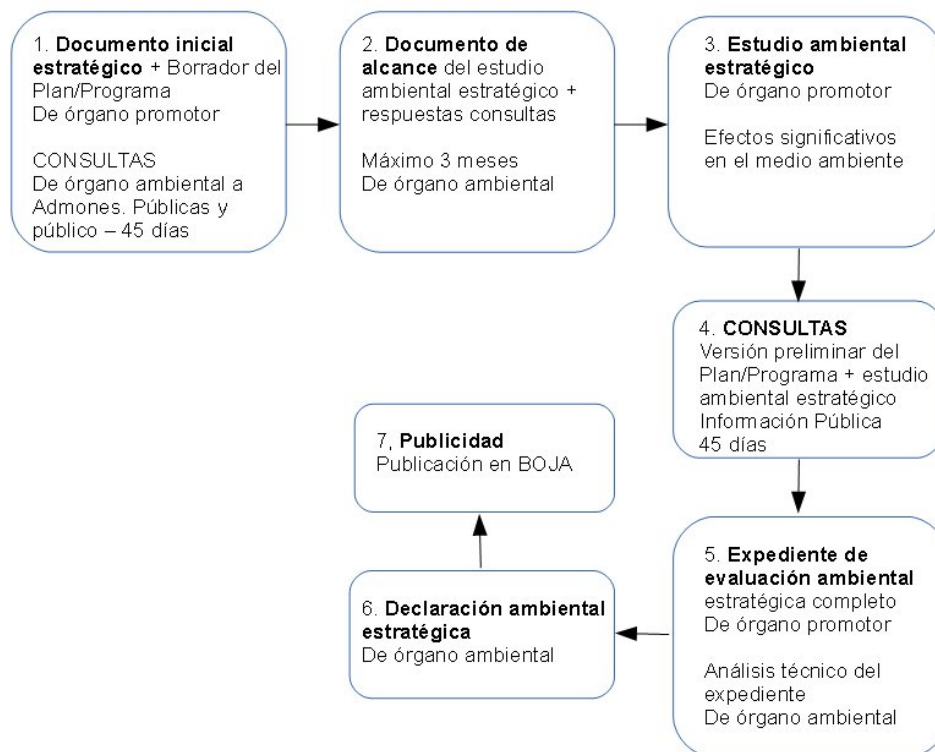 1. Documento inicial
estratégico + Borrador del
Plan/Programa
De órgano promotor
CONSULTAS
De órgano ambiental a
Admones. Públicas y
público – 45 días
2. Documento de
alcance del estudio
ambiental estratégico +
respuestas consultas
Máximo 3 meses
De órgano ambiental
3. Estudio ambiental
estratégico
De órgano promotor
Efectos significativos
en el medio ambiente
4. CONSULTAS
Versión preliminar del
Plan/Programa + estudio
ambiental estratégico
Información Pública
45 días
5. Expediente de
evaluación ambiental
estratégica completo
De órgano promotor
Análisis técnico del
expediente
De órgano ambiental
6. Declaración ambiental
estratégica
De órgano ambiental
7, Publicidad
Publicación en BOJA